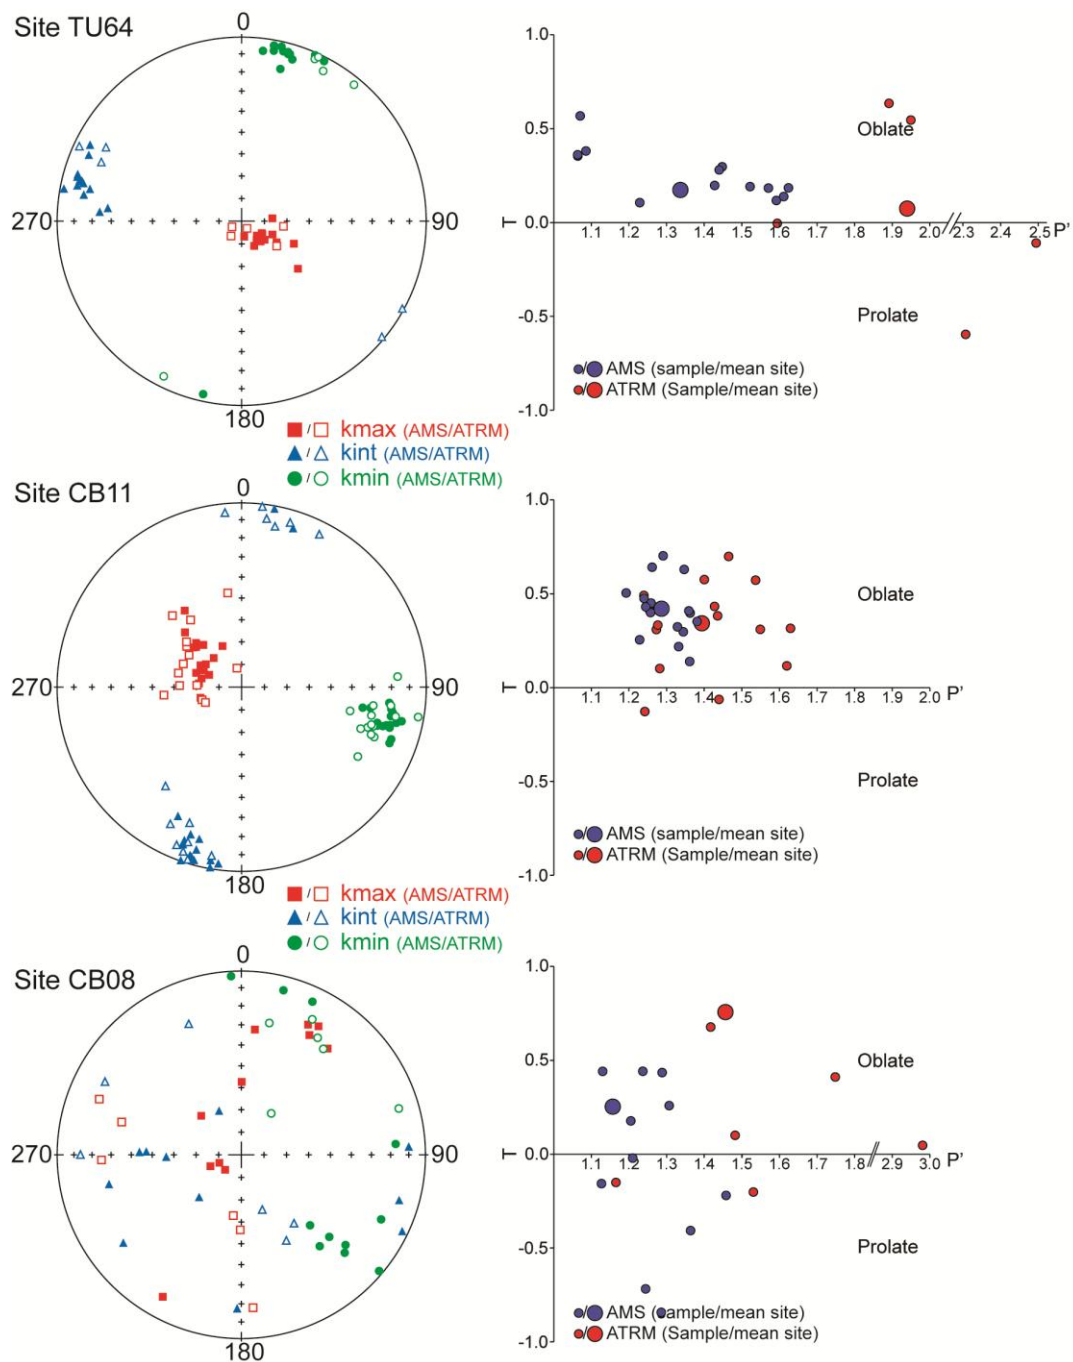 Site TU64
0
270
90
180
1.0
0.5
0.0
-0.5
-1.0
T
1.1 1.2 1.3 1.4 1.5 1.6 1.7 1.8 1.9 2.0 // 2.3 2.4 2.5 P'
Oblate
Prolate
/ AMS (sample/mean site)
/ ATRM (Sample/mean site)
/ kmax (AMS/ATRM)
/ kint (AMS/ATRM)
/ kmin (AMS/ATRM)
Site CB11
0
270
90
180
1.0
0.5
0.0
-0.5
-1.0
T
1.1 1.2 1.3 1.4 1.5 1.6 1.7 1.8 1.9 2.0 P'
Oblate
Prolate
/ AMS (sample/mean site)
/ ATRM (Sample/mean site)
/ kmax (AMS/ATRM)
/ kint (AMS/ATRM)
/ kmin (AMS/ATRM)
Site CB08
0
270
90
180
1.0
0.5
0.0
-0.5
-1.0
T
1.1 1.2 1.3 1.4 1.5 1.6 1.7 1.8 // 2.9 3.0 P'
Oblate
Prolate
/ AMS (sample/mean site)
/ ATRM (Sample/mean site)